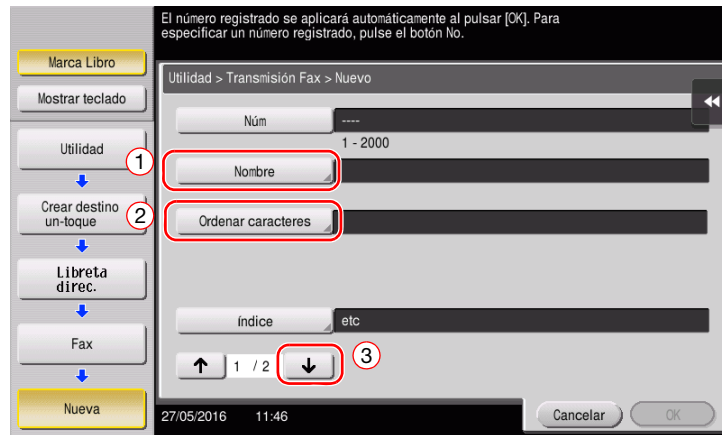 El número registrado se aplicará automáticamente al pulsar [OK]. Para
especificar un número registrado, pulse el botón No.
Marca Libro
Mostrar teclado
Utilidad
Crear destino
un-toque
Libreta
direc.
Fax
Nueva
Utilidad > Transmisión Fax > Nuevo
Núm
----
1 - 2000
1
Nombre
2
Ordenar caracteres
índice
etc
↑ 1 / 2 ↓
3
27/05/2016 11:46
Cancelar
OK